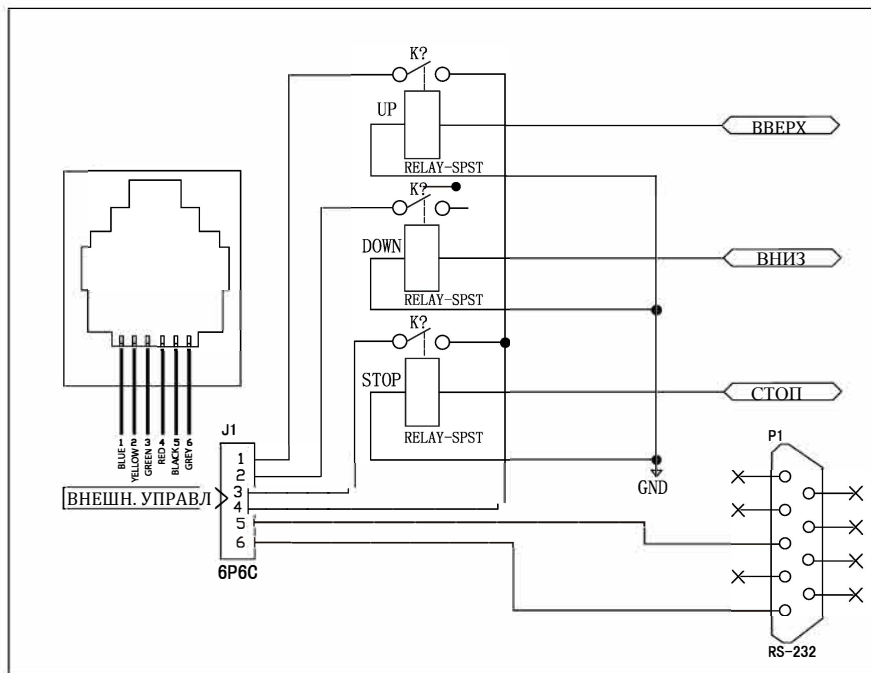 K?
UP
ВВЕРХ
RELAY-SPST
K?
DOWN
ВНИЗ
RELAY-SPST
K?
STOP
СТОП
RELAY-SPST
GND
1 BLUE
2 YELLOW
3 GREEN
4 RED
5 BLACK
6 GREY
J1
1
2
3
4
5
6
ВНЕШН. УПРАВЛ
6P6C
P1
RS-232